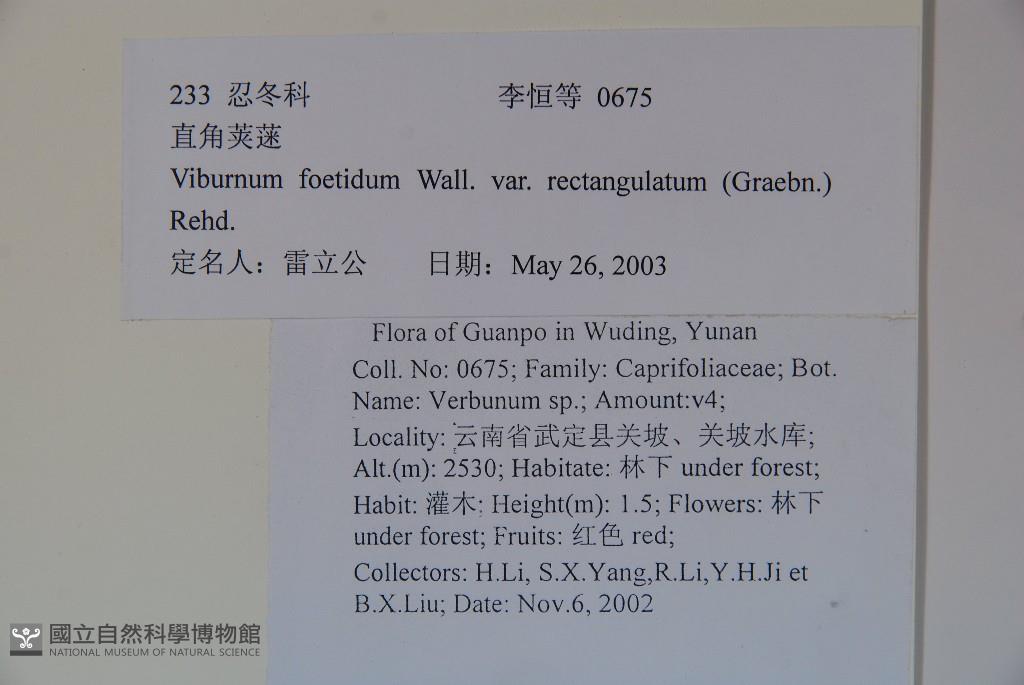 233 忍冬科 李恒等 0675
直角荚蒾
Viburnum foetidum Wall. var. rectangulatum (Graebn.)
Rehd.
定名人：雷立公 日期：May 26, 2003
Flora of Guanpo in Wuding, Yunan
Coll. No: 0675; Family: Caprifoliaceae; Bot.
Name: Verbunum sp.; Amount:v4;
Locality: 云南省武定县关坡、关坡水库;
Alt.(m): 2530; Habitate: 林下 under forest;
Habit: 灌木; Height(m): 1.5; Flowers: 林下
under forest; Fruits: 红色 red;
Collectors: H.Li, S.X.Yang,R.Li,Y.H.Ji et
B.X.Liu; Date: Nov.6, 2002
國立自然科學博物館
NATIONAL MUSEUM OF NATURAL SCIENCE